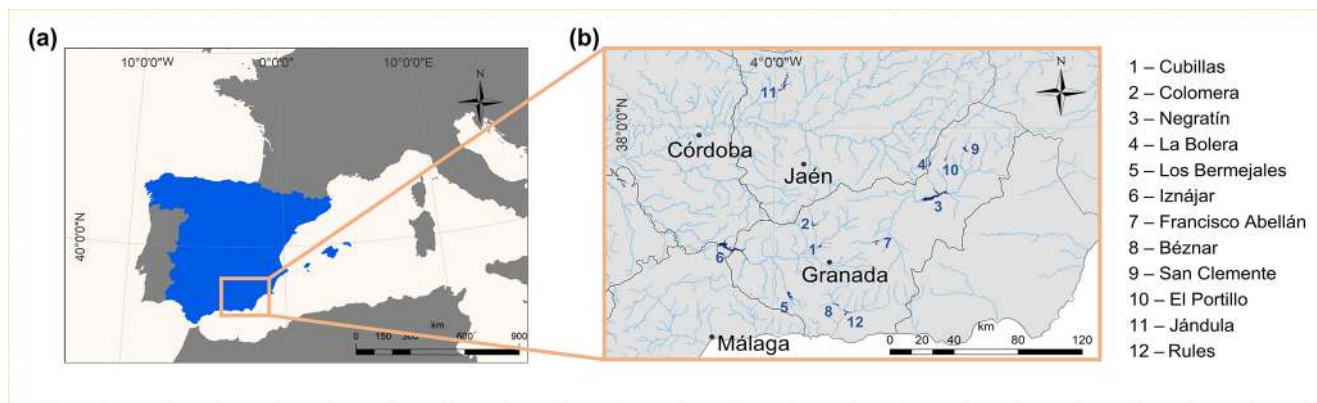 (a)
10°0'0"W
0°0'0"
10°0'0"E
N
40°0'0"N
km
0 150 300 600 900
(b)
4°0'0"W
N
38°0'0"N
11
Córdoba
Jaén
4
9
10
3
2
1
7
6
Granada
5
8
12
Málaga
km
0 20 40 80 120
1 – Cubillas
2 – Colomera
3 – Negratín
4 – La Bolera
5 – Los Bermejales
6 – Iznájar
7 – Francisco Abellán
8 – Béznar
9 – San Clemente
10 – El Portillo
11 – Jándula
12 – Rules